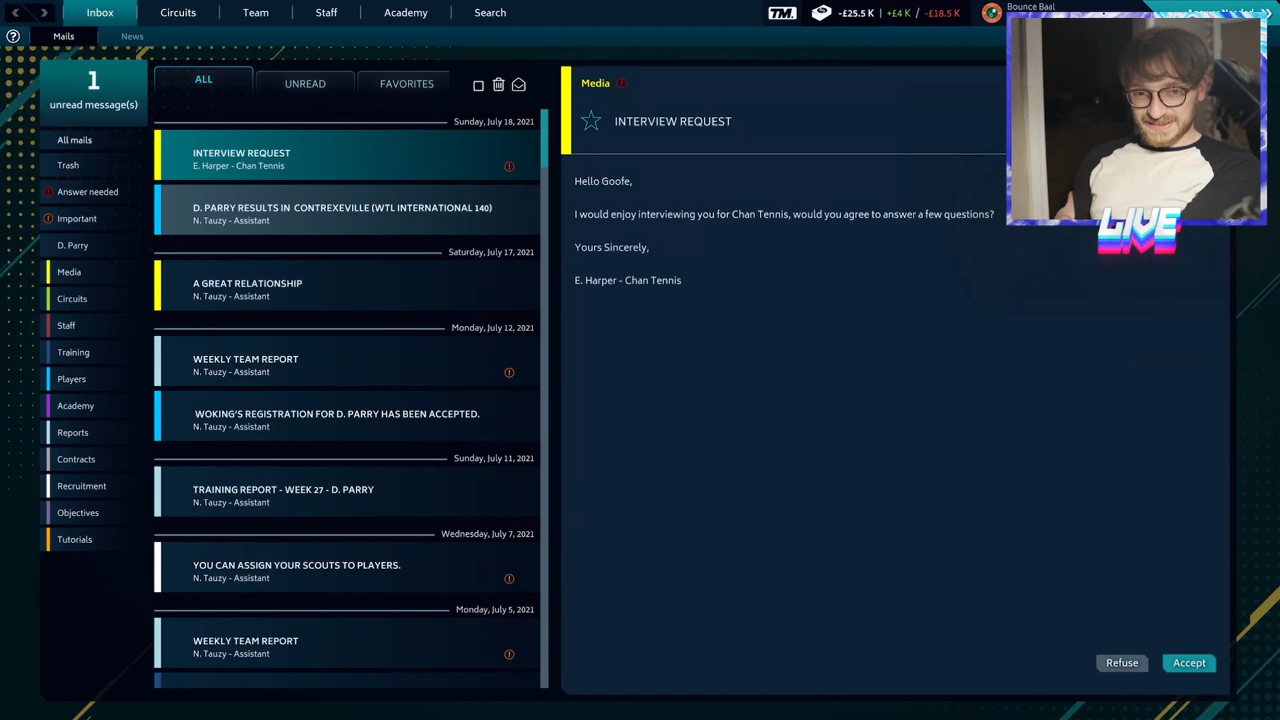 Inbox
Circuits
Team
Staff
Academy
Search
TM.
-£25.5 K | +£4 K / -£18.5 K
Bounce Baal
Mails
News
1
unread message(s)
ALL
UNREAD
FAVORITES
All mails
Trash
Answer needed
Important
D. Parry
Media
Circuits
Staff
Training
Players
Academy
Reports
Contracts
Recruitment
Objectives
Tutorials
Sunday, July 18, 2021
INTERVIEW REQUEST
E. Harper - Chan Tennis
D. PARRY RESULTS IN CONTREXEVILLE (WTL INTERNATIONAL 140)
N. Tauzy - Assistant
Saturday, July 17, 2021
A GREAT RELATIONSHIP
N. Tauzy - Assistant
Monday, July 12, 2021
WEEKLY TEAM REPORT
N. Tauzy - Assistant
WOKING'S REGISTRATION FOR D. PARRY HAS BEEN ACCEPTED.
N. Tauzy - Assistant
Sunday, July 11, 2021
TRAINING REPORT - WEEK 27 - D. PARRY
N. Tauzy - Assistant
Wednesday, July 7, 2021
YOU CAN ASSIGN YOUR SCOUTS TO PLAYERS.
N. Tauzy - Assistant
Monday, July 5, 2021
WEEKLY TEAM REPORT
N. Tauzy - Assistant
Media
INTERVIEW REQUEST
Hello Goofe,
I would enjoy interviewing you for Chan Tennis, would you agree to answer a few questions?
Yours Sincerely,
E. Harper - Chan Tennis
Refuse
Accept
LIVE